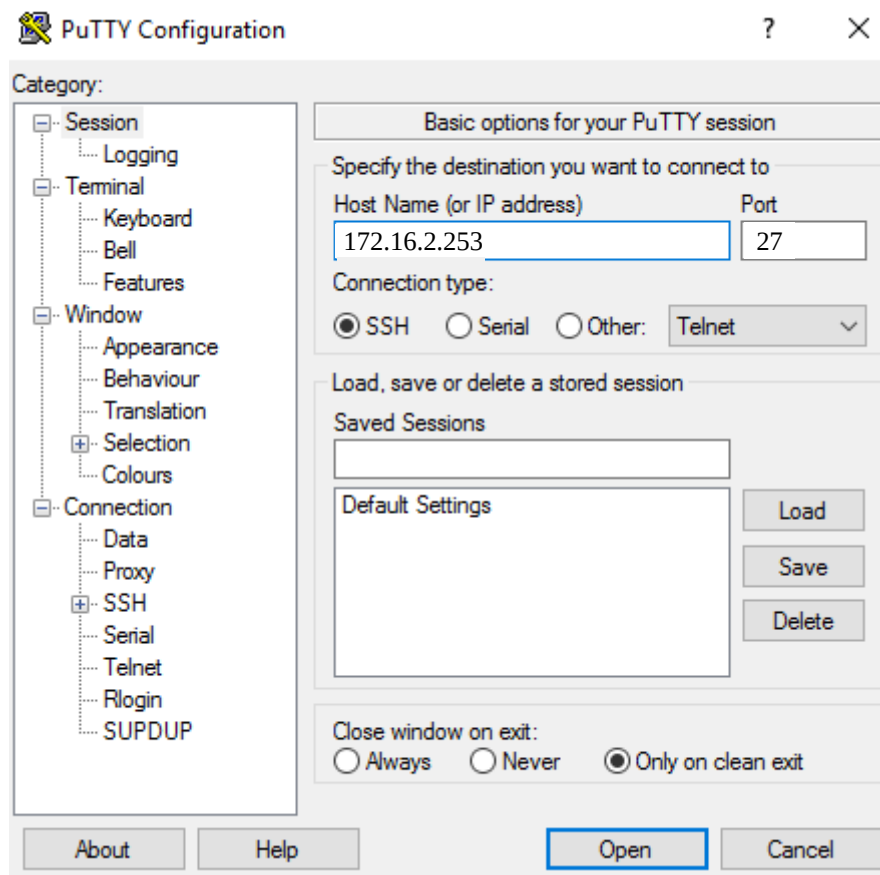 PuTTY Configuration ? ×
Category:
Session
Logging
Terminal
Keyboard
Bell
Features
Window
Appearance
Behaviour
Translation
Selection
Colours
Connection
Data
Proxy
SSH
Serial
Telnet
Rlogin
SUPDUP
Basic options for your PuTTY session
Specify the destination you want to connect to
Host Name (or IP address) Port
172.16.2.253 27
Connection type:
SSH Serial Other: Telnet
Load, save or delete a stored session
Saved Sessions
Default Settings
Load
Save
Delete
Close window on exit:
Always Never Only on clean exit
About Help Open Cancel